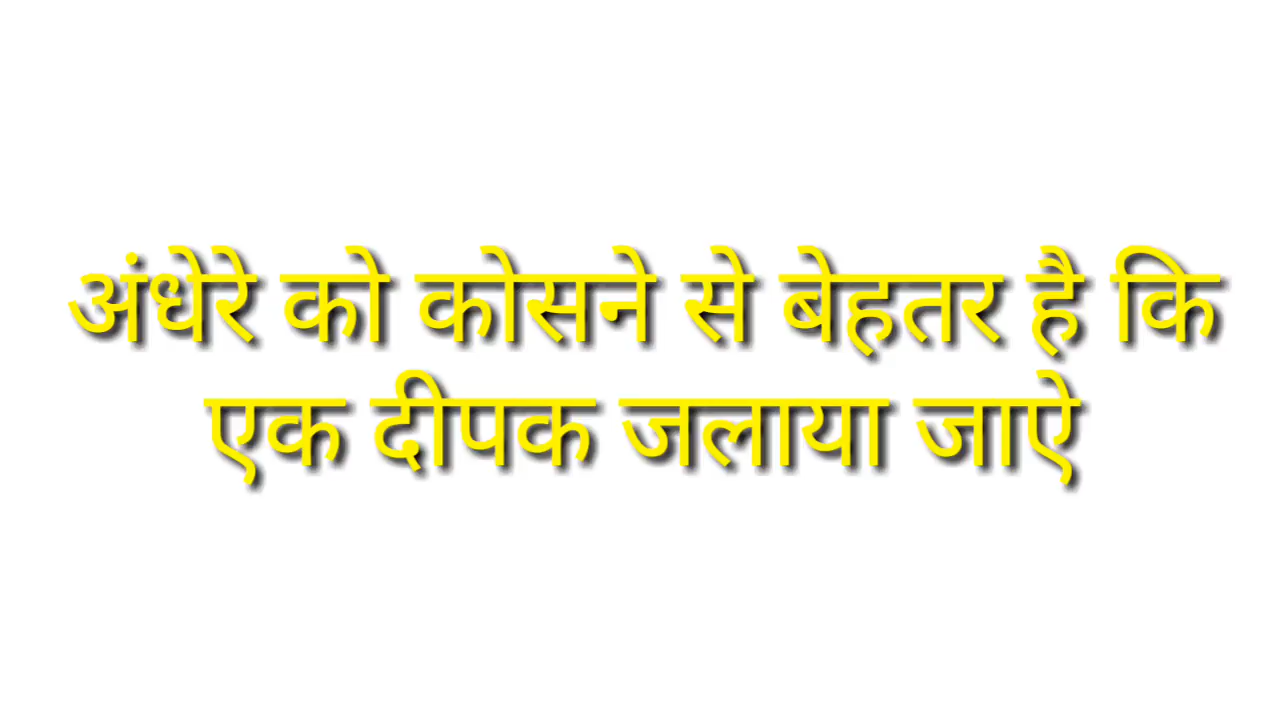 अंधेरे को कोसने से बेहतर है कि
एक दीपक जलाया जाऐ